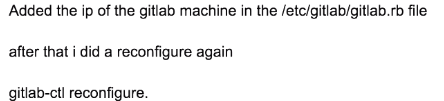 Added the ip of the gitlab machine in the /etc/gitlab/gitlab.rb file
after that i did a reconfigure again
gitlab-ctl reconfigure.